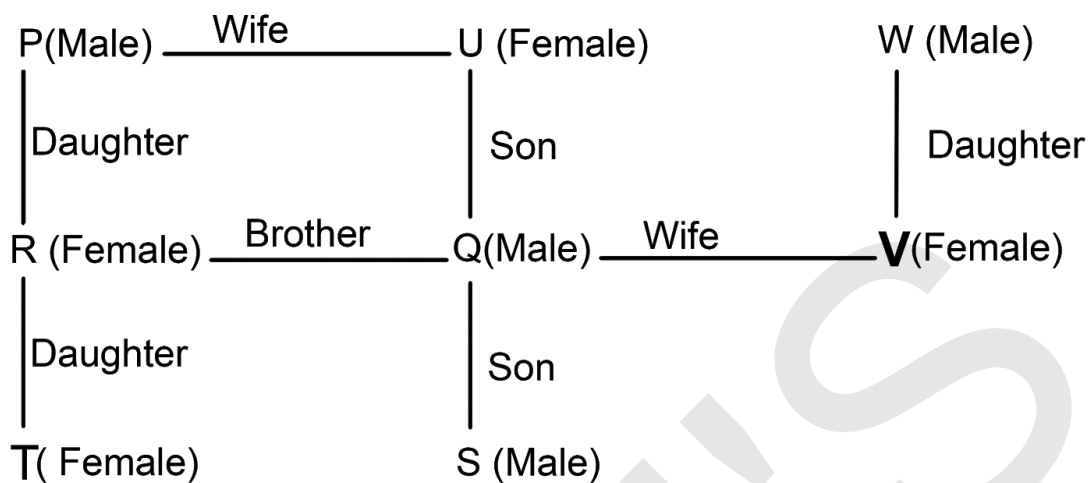 P(Male) Wife U (Female) W (Male)
Daughter Son Daughter
R (Female) Brother Q(Male) Wife V(Female)
Daughter Son
T( Female) S (Male)